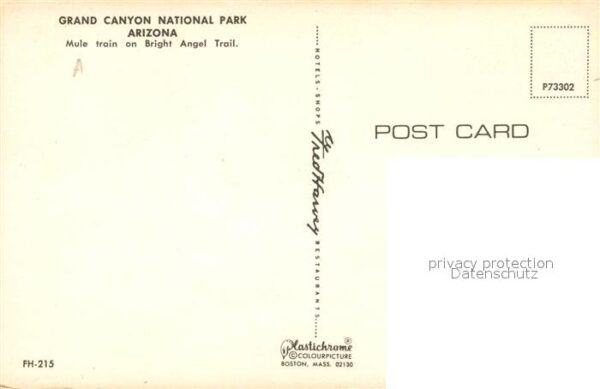 GRAND CANYON NATIONAL PARK
ARIZONA
Mule train on Bright Angel Trail.
A
HOTELS - SHOPS by Fred Harvey RESTAURANTS
P73302
POST CARD
privacy protection
Datenschutz
Plastichrome®
©COLOURPICTURE
BOSTON, MASS. 02130
FH-215